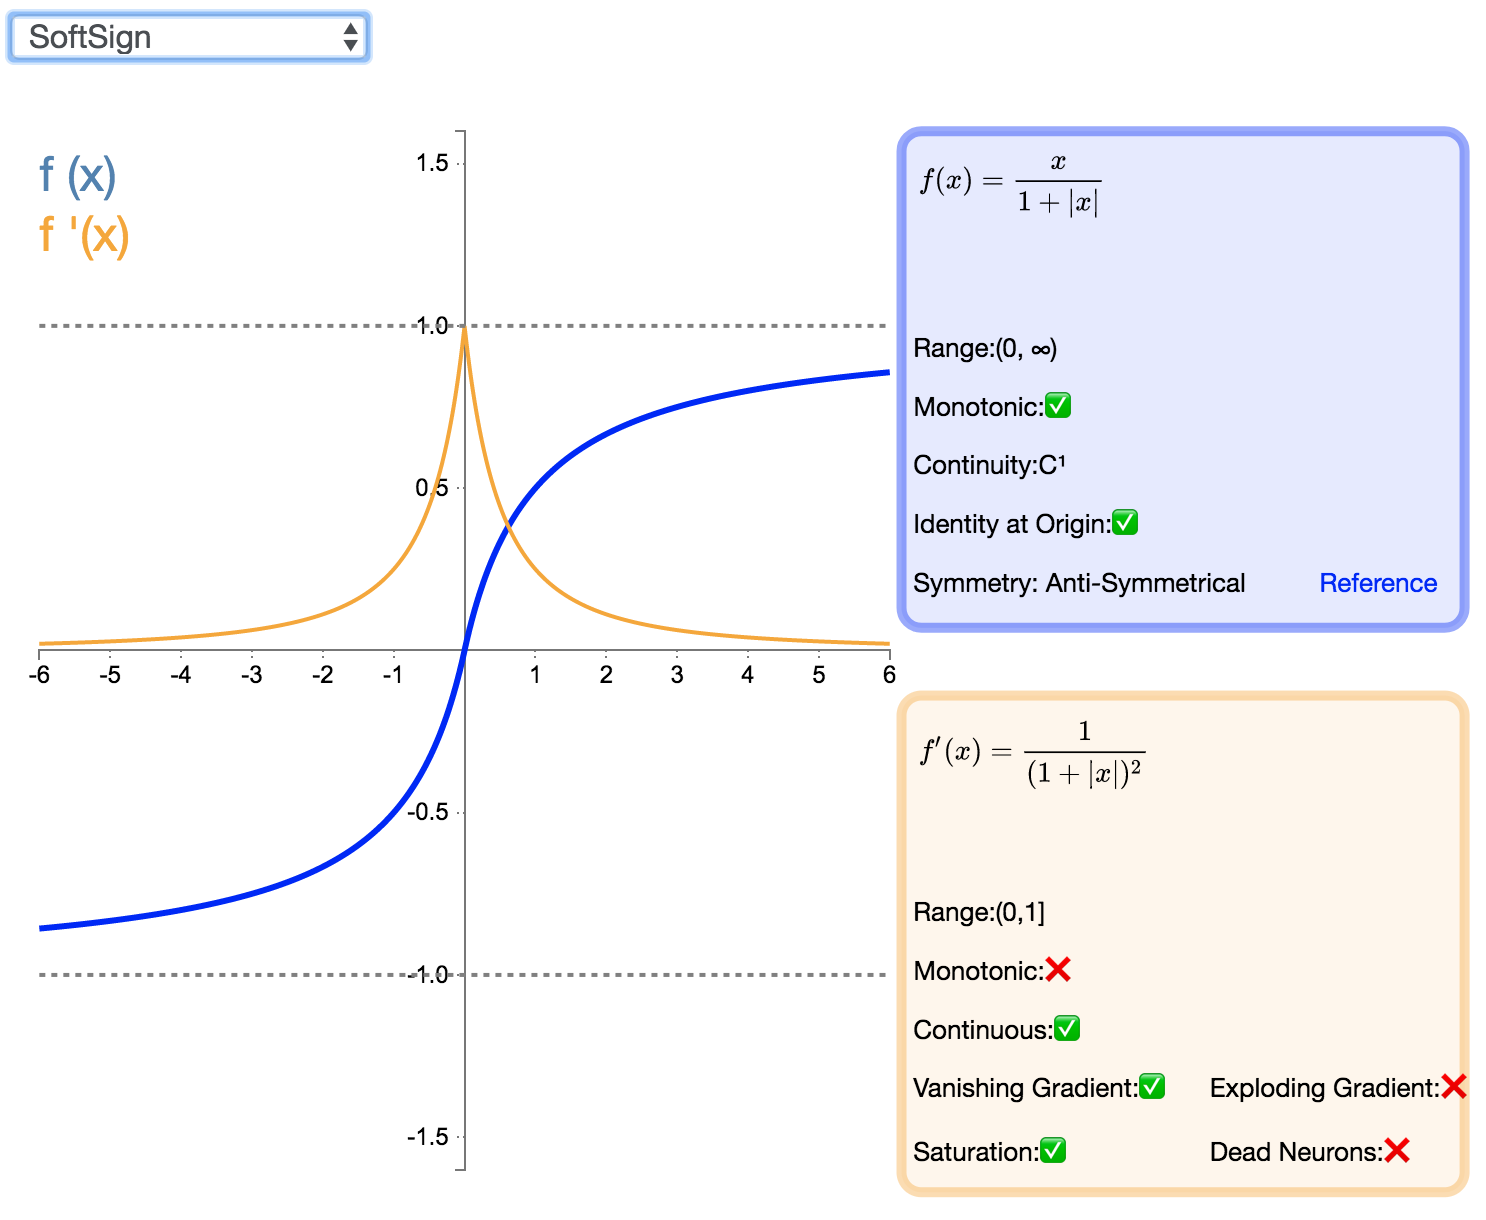 SoftSign
f (x)
f '(x)
1.5
1.0
0.5
-6 -5 -4 -3 -2 -1 1 2 3 4 5 6
-0.5
-1.0
-1.5
f(x) = x / (1 + |x|)
Range:(0, ∞)
Monotonic:✅
Continuity:C¹
Identity at Origin:✅
Symmetry: Anti-Symmetrical Reference
f′(x) = 1 / (1 + |x|)²
Range:(0,1]
Monotonic:❌
Continuous:✅
Vanishing Gradient:✅ Exploding Gradient:❌
Saturation:✅ Dead Neurons:❌